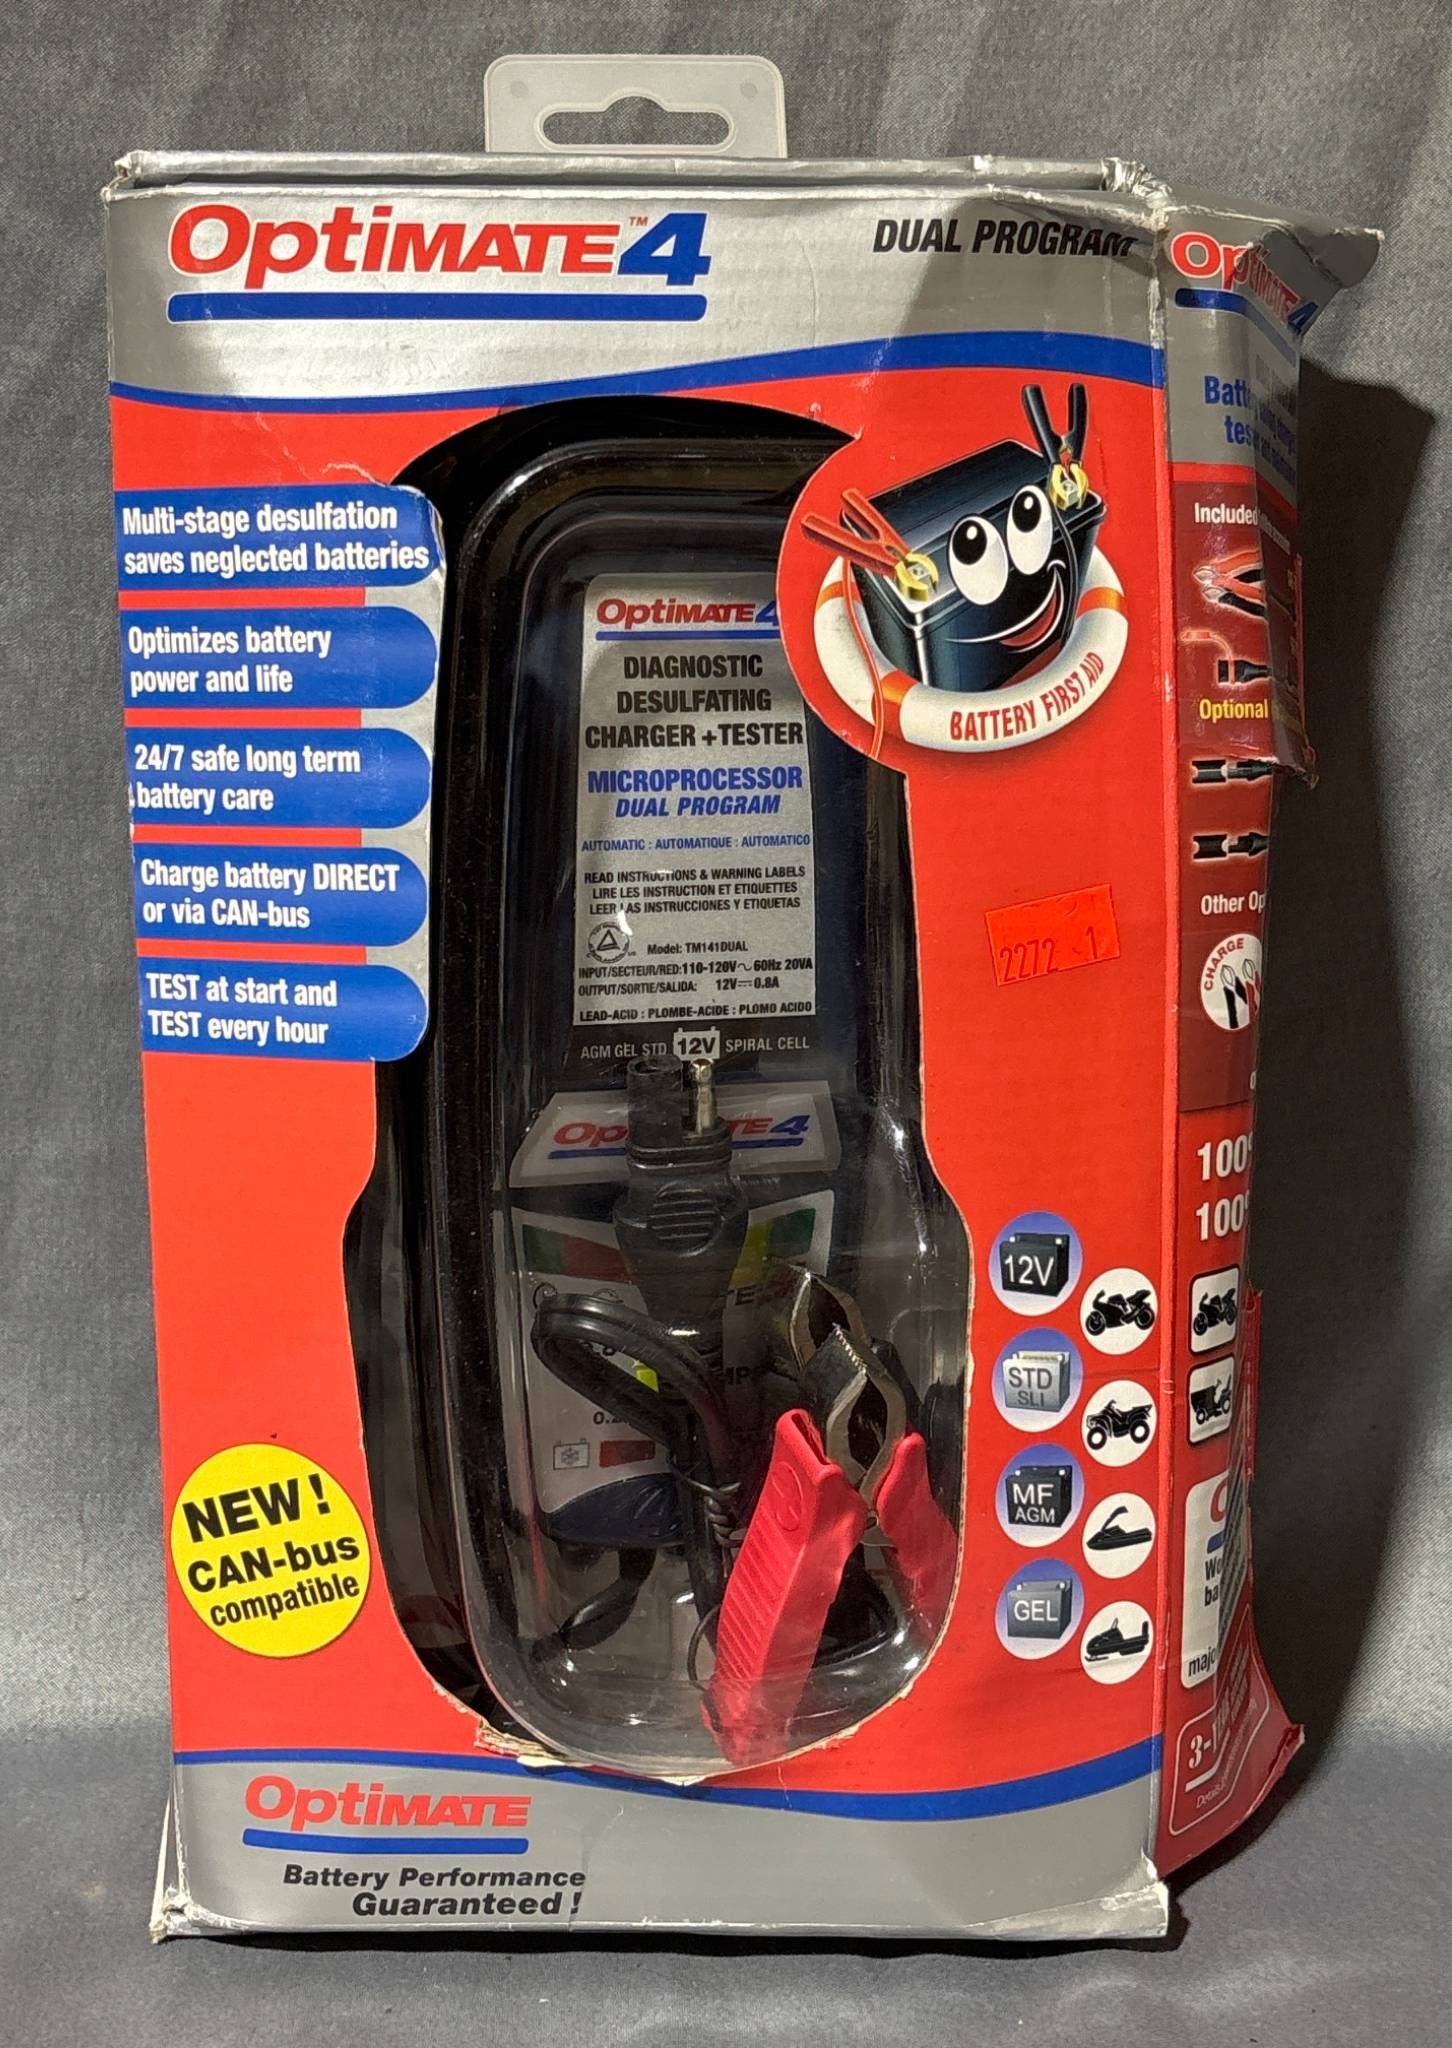 OptiMATE™4
DUAL PROGRAM
Multi-stage desulfation
saves neglected batteries
Optimizes battery
power and life
24/7 safe long term
battery care
Charge battery DIRECT
or via CAN-bus
TEST at start and
TEST every hour
OptiMATE4
DIAGNOSTIC
DESULFATING
CHARGER +TESTER
MICROPROCESSOR
DUAL PROGRAM
AUTOMATIC : AUTOMATIQUE : AUTOMATICO
READ INSTRUCTIONS & WARNING LABELS
LIRE LES INSTRUCTION ET ETIQUETTES
LEER LAS INSTRUCCIONES Y ETIQUETAS
Model: TM141DUAL
INPUT/SECTEUR/RED:110-120V~60Hz 20VA
OUTPUT/SORTIE/SALIDA: 12V⎓0.8A
LEAD-ACID : PLOMBE-ACIDE : PLOMO ACIDO
AGM GEL STD 12V SPIRAL CELL
BATTERY FIRST AID
2272
12V
STD
SLI
MF
AGM
GEL
NEW!
CAN-bus
compatible
OptiMATE
Battery Performance
Guaranteed!
Included
Optional
CHARGE